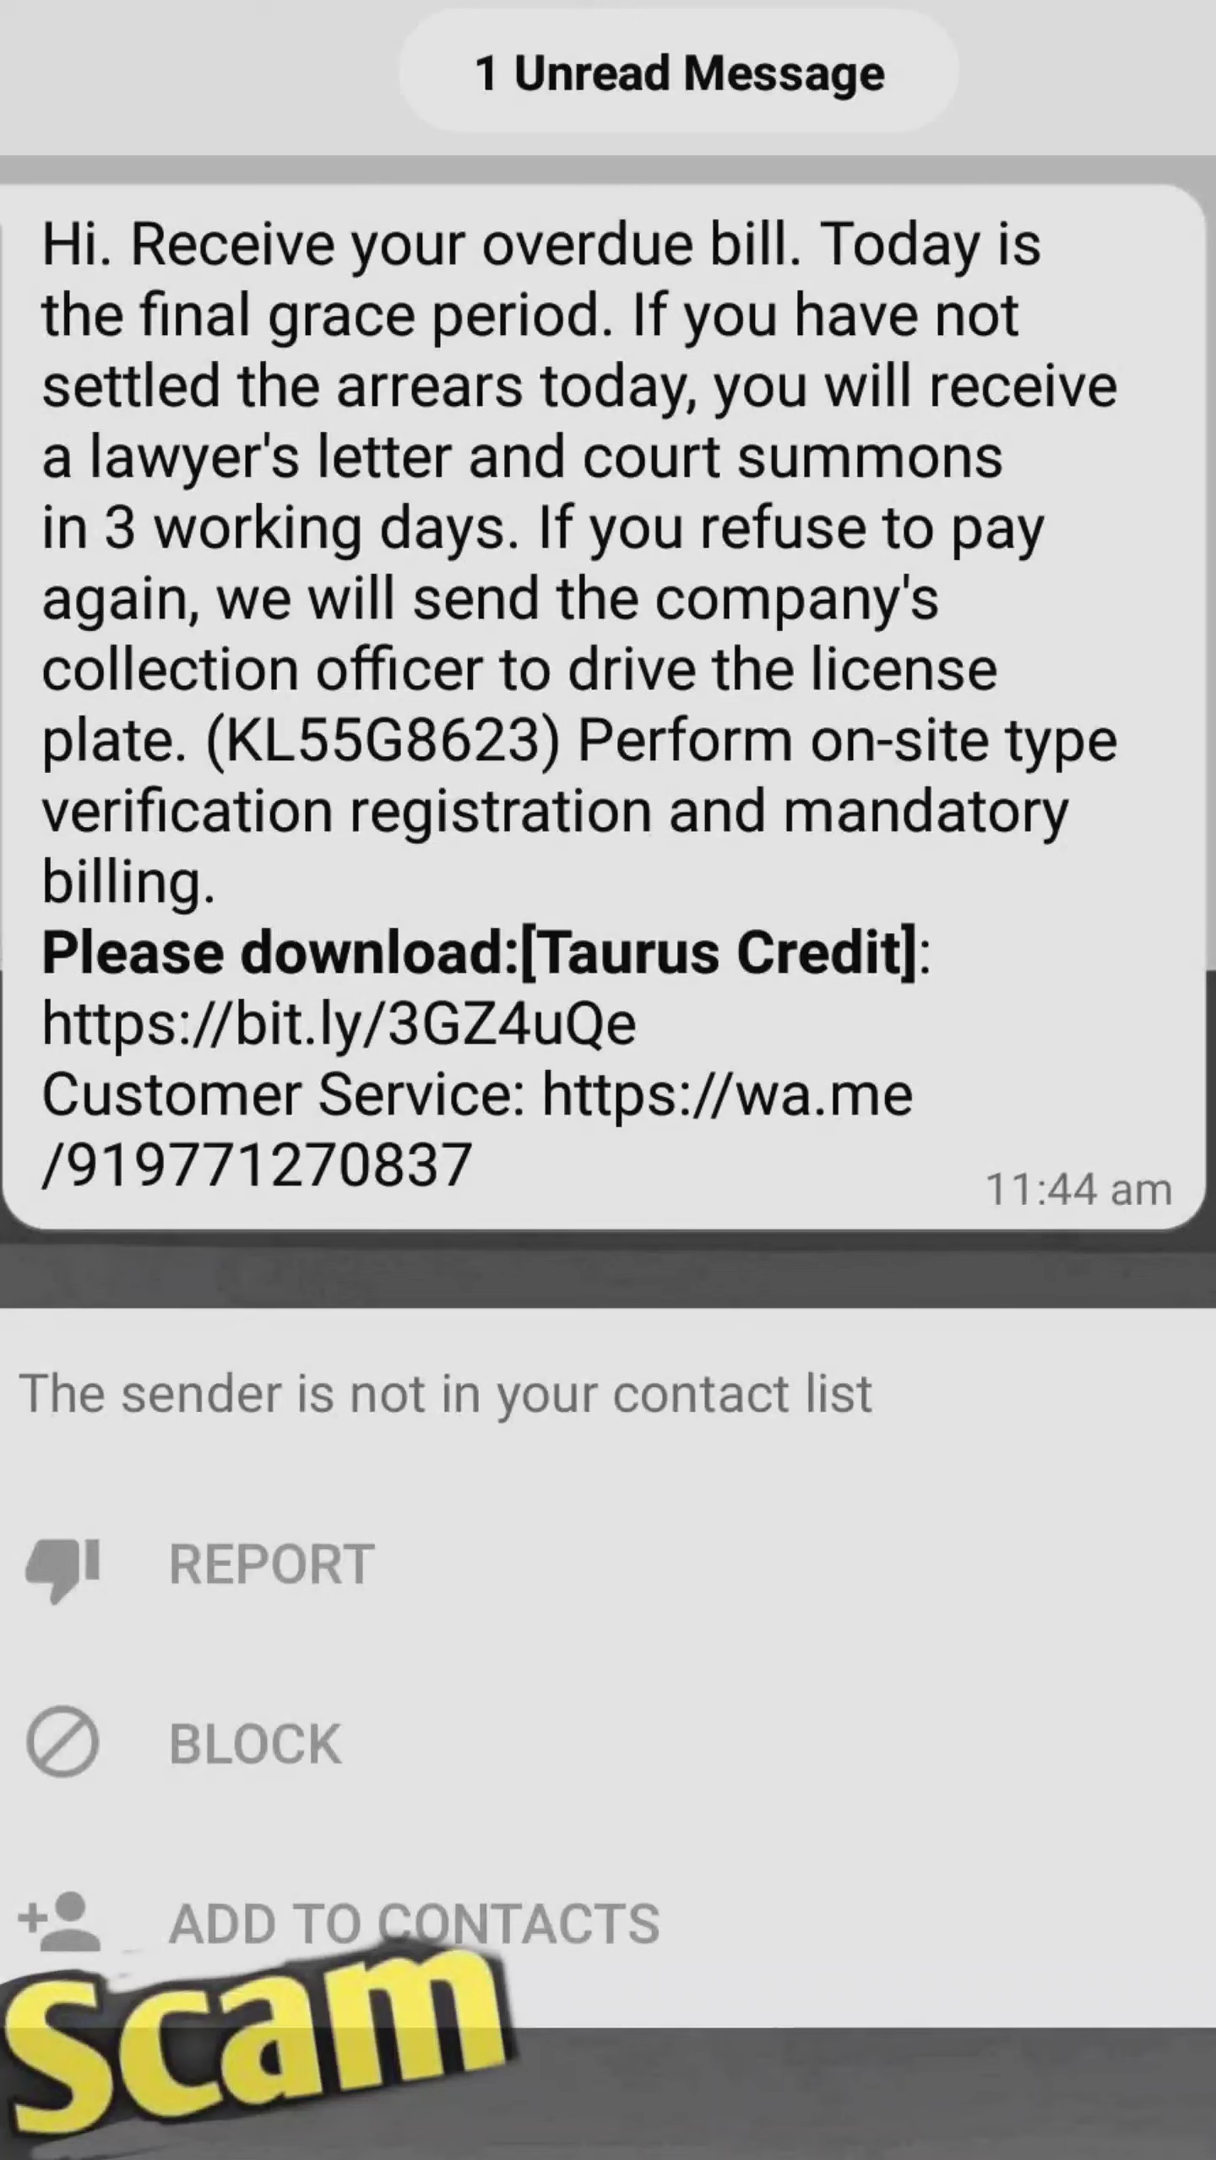 1 Unread Message
Hi. Receive your overdue bill. Today is
the final grace period. If you have not
settled the arrears today, you will receive
a lawyer's letter and court summons
in 3 working days. If you refuse to pay
again, we will send the company's
collection officer to drive the license
plate. (KL55G8623) Perform on-site type
verification registration and mandatory
billing.
Please download:[Taurus Credit]:
https://bit.ly/3GZ4uQe
Customer Service: https://wa.me
/919771270837
11:44 am
The sender is not in your contact list
REPORT
BLOCK
ADD TO CONTACTS
Scam